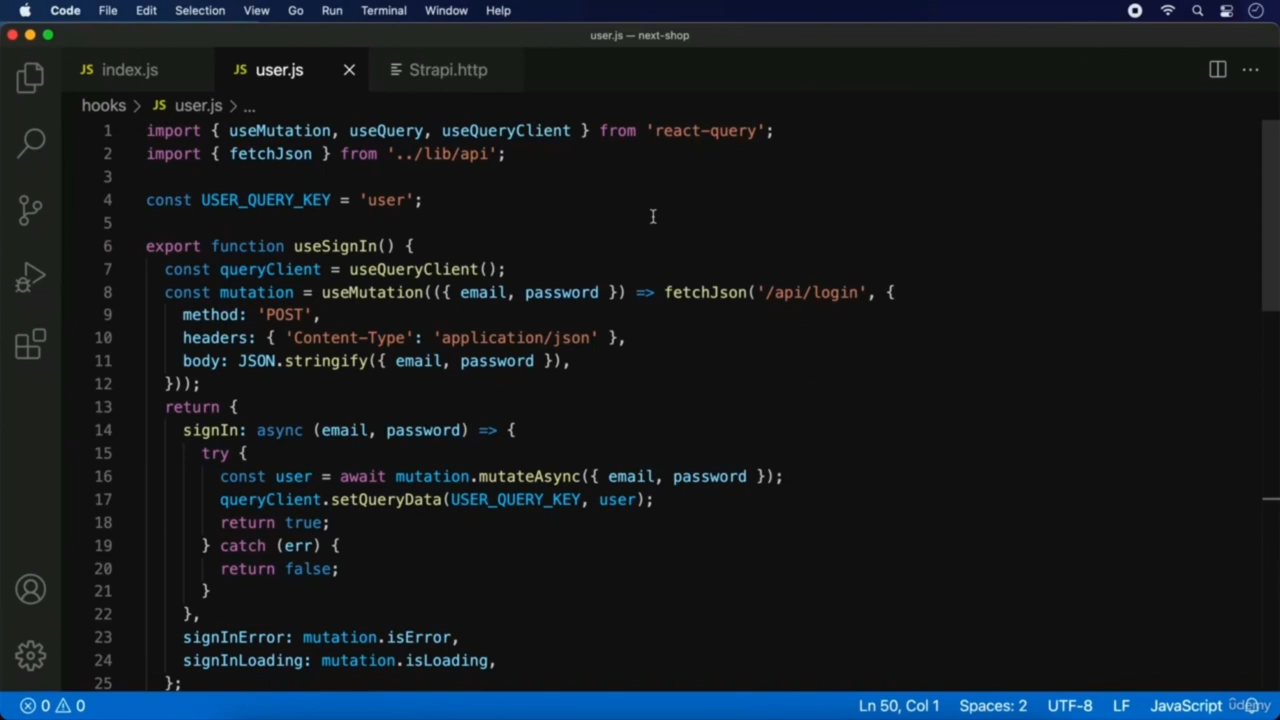 Code File Edit Selection View Go Run Terminal Window Help
user.js — next-shop
JS index.js JS user.js Strapi.http
hooks > JS user.js > ...
1 import { useMutation, useQuery, useQueryClient } from 'react-query';
2 import { fetchJson } from '../lib/api';
3
4 const USER_QUERY_KEY = 'user';
5
6 export function useSignIn() {
7 const queryClient = useQueryClient();
8 const mutation = useMutation(({ email, password }) => fetchJson('/api/login', {
9 method: 'POST',
10 headers: { 'Content-Type': 'application/json' },
11 body: JSON.stringify({ email, password }),
12 }));
13 return {
14 signIn: async (email, password) => {
15 try {
16 const user = await mutation.mutateAsync({ email, password });
17 queryClient.setQueryData(USER_QUERY_KEY, user);
18 return true;
19 } catch (err) {
20 return false;
21 }
22 },
23 signInError: mutation.isError,
24 signInLoading: mutation.isLoading,
25 };
0 0 Ln 50, Col 1 Spaces: 2 UTF-8 LF JavaScript udemy